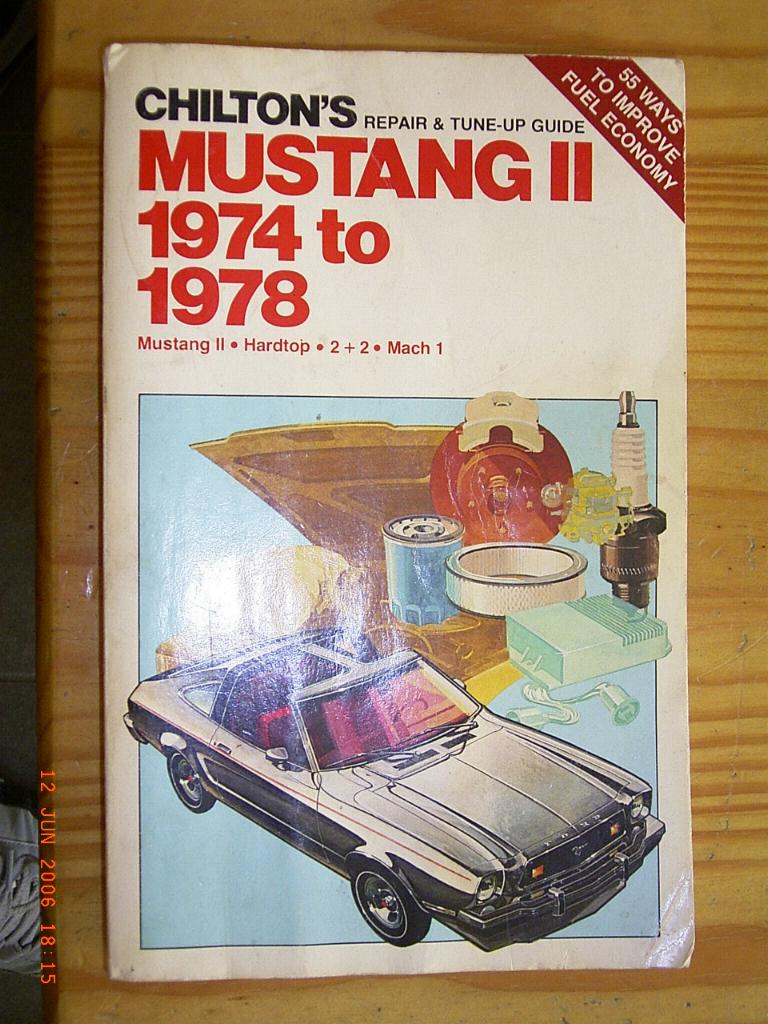 CHILTON'S REPAIR & TUNE-UP GUIDE
MUSTANG II
1974 to
1978
Mustang II • Hardtop • 2 + 2 • Mach 1
55 WAYS
TO IMPROVE
FUEL ECONOMY
FORD
12 JUN 2006 18:15